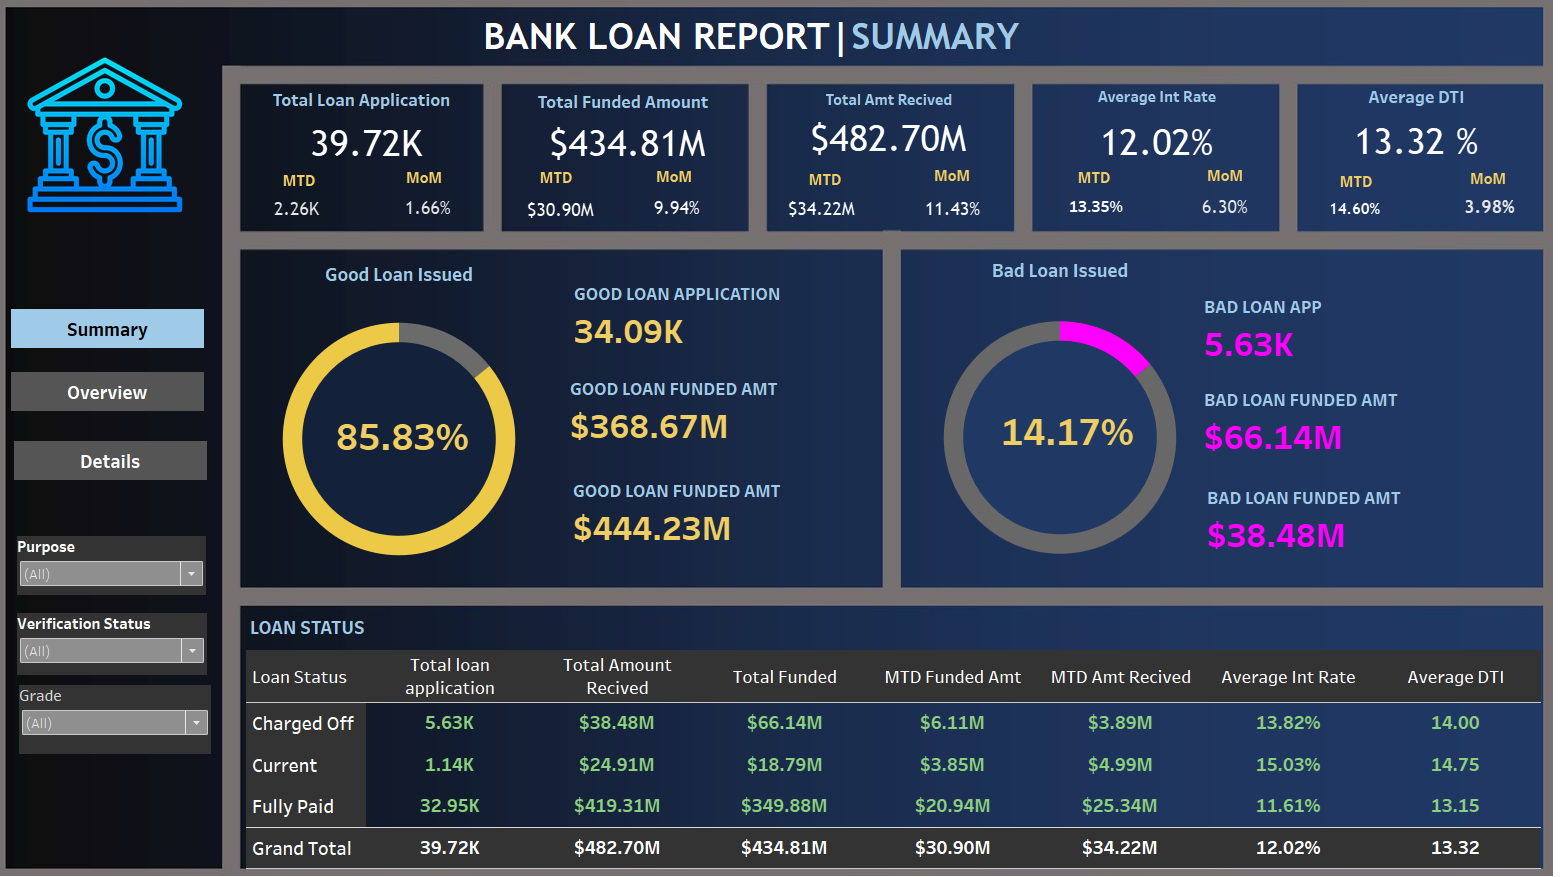 BANK LOAN REPORT|SUMMARY
Total Loan Application
39.72K
MTD MoM
2.26K 1.66%
Total Funded Amount
$434.81M
MTD MoM
$30.90M 9.94%
Total Amt Recived
$482.70M
MTD MoM
$34.22M 11.43%
Average Int Rate
12.02%
MTD MoM
13.35% 6.30%
Average DTI
13.32 %
MTD MoM
14.60% 3.98%
Summary
Overview
Details
Purpose
(All)
Verification Status
(All)
Grade
(All)
Good Loan Issued
85.83%
GOOD LOAN APPLICATION
34.09K
GOOD LOAN FUNDED AMT
$368.67M
GOOD LOAN FUNDED AMT
$444.23M
Bad Loan Issued
14.17%
BAD LOAN APP
5.63K
BAD LOAN FUNDED AMT
$66.14M
BAD LOAN FUNDED AMT
$38.48M
LOAN STATUS
Loan Status Total loan application Total Amount Recived Total Funded MTD Funded Amt MTD Amt Recived Average Int Rate Average DTI
Charged Off 5.63K $38.48M $66.14M $6.11M $3.89M 13.82% 14.00
Current 1.14K $24.91M $18.79M $3.85M $4.99M 15.03% 14.75
Fully Paid 32.95K $419.31M $349.88M $20.94M $25.34M 11.61% 13.15
Grand Total 39.72K $482.70M $434.81M $30.90M $34.22M 12.02% 13.32